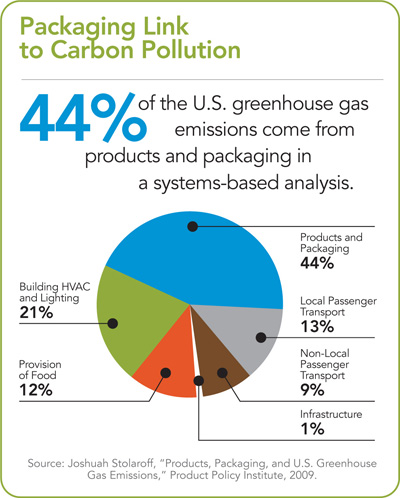 Packaging Link
to Carbon Pollution
44% of the U.S. greenhouse gas
emissions come from
products and packaging in
a systems-based analysis.
Products and
Packaging
44%
Building HVAC
and Lighting
21%
Local Passenger
Transport
13%
Non-Local
Passenger
Transport
9%
Provision
of Food
12%
Infrastructure
1%
Source: Joshuah Stolaroff, “Products, Packaging, and U.S. Greenhouse
Gas Emissions,” Product Policy Institute, 2009.